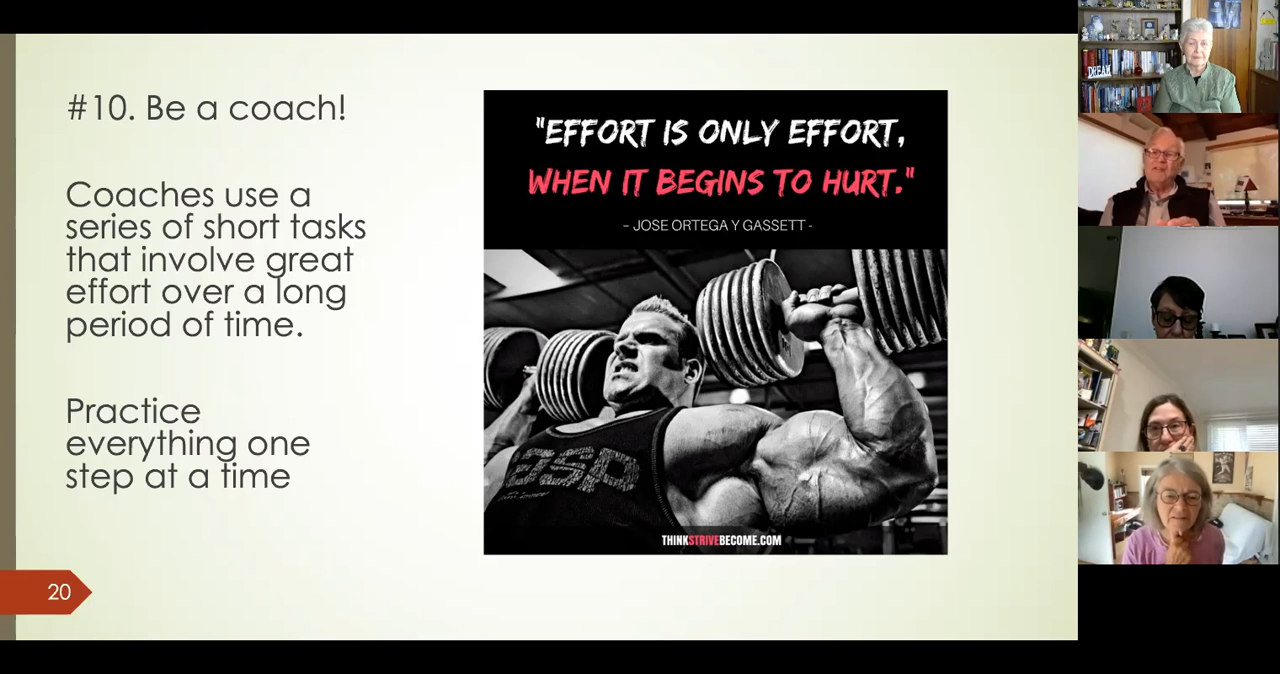 #10. Be a coach!
Coaches use a
series of short tasks
that involve great
effort over a long
period of time.
Practice
everything one
step at a time
20
"EFFORT IS ONLY EFFORT,
WHEN IT BEGINS TO HURT."
– JOSE ORTEGA Y GASSETT -
THINKSTRIVEBECOME.COM
DREAM